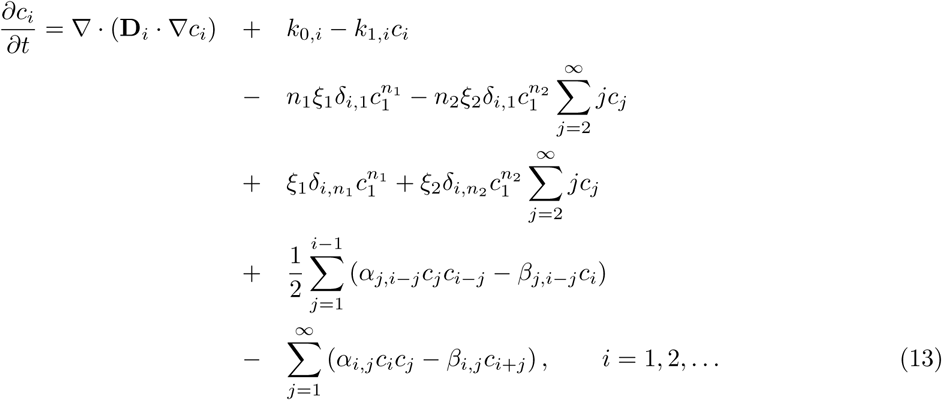 ∂c_i/∂t = ∇ · (D_i · ∇c_i) + k_{0,i} − k_{1,i}c_i
− n_1ξ_1δ_{i,1}c_1^{n_1} − n_2ξ_2δ_{i,1}c_1^{n_2} ∑_{j=2}^{∞} jc_j
+ ξ_1δ_{i,n_1}c_1^{n_1} + ξ_2δ_{i,n_2}c_1^{n_2} ∑_{j=2}^{∞} jc_j
+ 1/2 ∑_{j=1}^{i−1} (α_{j,i−j}c_jc_{i−j} − β_{j,i−j}c_i)
− ∑_{j=1}^{∞} (α_{i,j}c_ic_j − β_{i,j}c_{i+j}) , i = 1, 2, . . . (13)